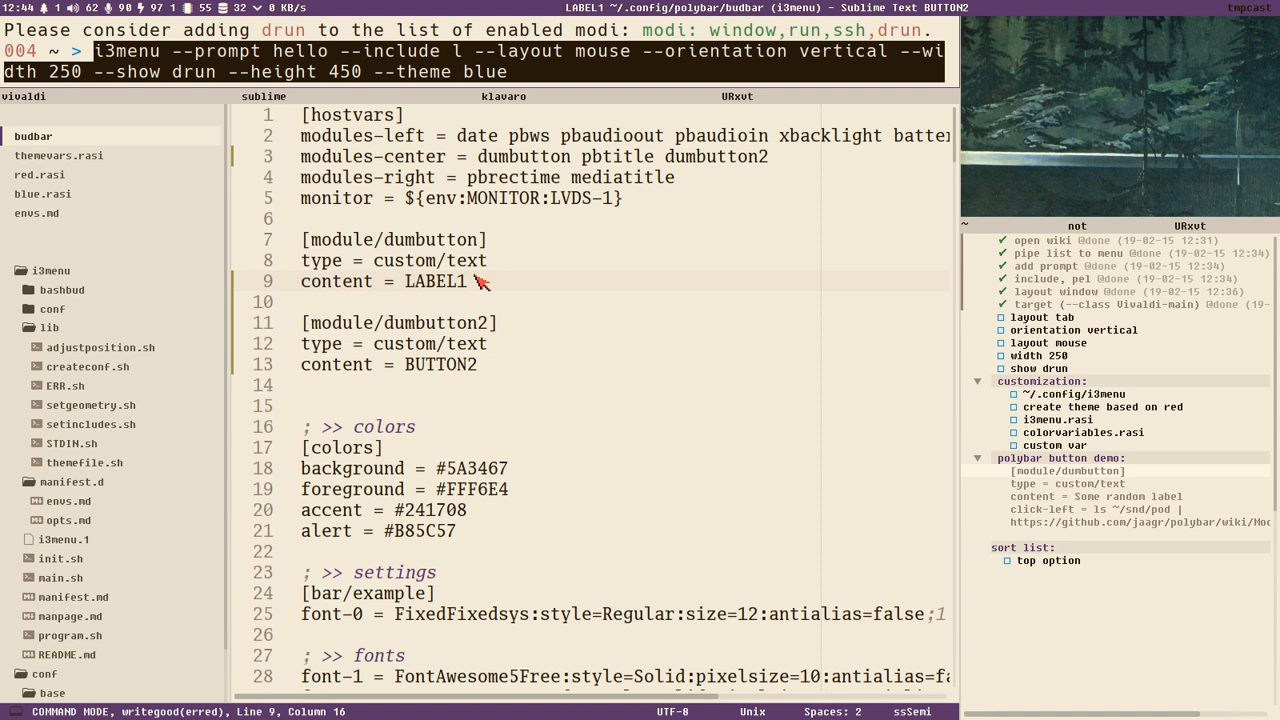 12:44 1 62 90 97 1 55 32 0 KB/s
LABEL1 ~/.config/polybar/budbar (i3menu) - Sublime Text BUTTON2
tmpcast
Please consider adding drun to the list of enabled modi: modi: window,run,ssh,drun.
004 ~ > i3menu --prompt hello --include l --layout mouse --orientation vertical --wi
dth 250 --show drun --height 450 --theme blue
vivaldi
sublime
klavaro
URxvt
budbar
themevars.rasi
red.rasi
blue.rasi
envs.md
i3menu
bashbud
conf
lib
adjustposition.sh
createconf.sh
ERR.sh
setgeometry.sh
setincludes.sh
STDIN.sh
themefile.sh
manifest.d
envs.md
opts.md
i3menu.1
init.sh
main.sh
manifest.md
manpage.md
program.sh
README.md
conf
base
1 [hostvars]
2 modules-left = date pbws pbaudioout pbaudioin xbacklight batter
3 modules-center = dumbutton pbtitle dumbutton2
4 modules-right = pbrectime mediatitle
5 monitor = ${env:MONITOR:LVDS-1}
6
7 [module/dumbutton]
8 type = custom/text
9 content = LABEL1
10
11 [module/dumbutton2]
12 type = custom/text
13 content = BUTTON2
14
15
16 ; >> colors
17 [colors]
18 background = #5A3467
19 foreground = #FFF6E4
20 accent = #241708
21 alert = #B85C57
22
23 ; >> settings
24 [bar/example]
25 font-0 = FixedFixedsys:style=Regular:size=12:antialias=false;1
26
27 ; >> fonts
28 font-1 = FontAwesome5Free:style=Solid:pixelsize=10:antialias=fa
COMMAND MODE, writegood(erred), Line 9, Column 16
UTF-8
Unix
Spaces: 2
ssSemi
~
not
URxvt
✔ open wiki @done (19-02-15 12:31)
✔ pipe list to menu @done (19-02-15 12:34)
✔ add prompt @done (19-02-15 12:34)
✔ include, pel @done (19-02-15 12:34)
✔ layout window @done (19-02-15 12:36)
✔ target (--class Vivaldi-main) @done (19-
layout tab
orientation vertical
layout mouse
width 250
show drun
customization:
~/.config/i3menu
create theme based on red
i3menu.rasi
colorvariables.rasi
custom var
polybar button demo:
[module/dumbutton]
type = custom/text
content = Some random label
click-left = ls ~/snd/pod |
https://github.com/jaagr/polybar/wiki/Mod
sort list:
top option